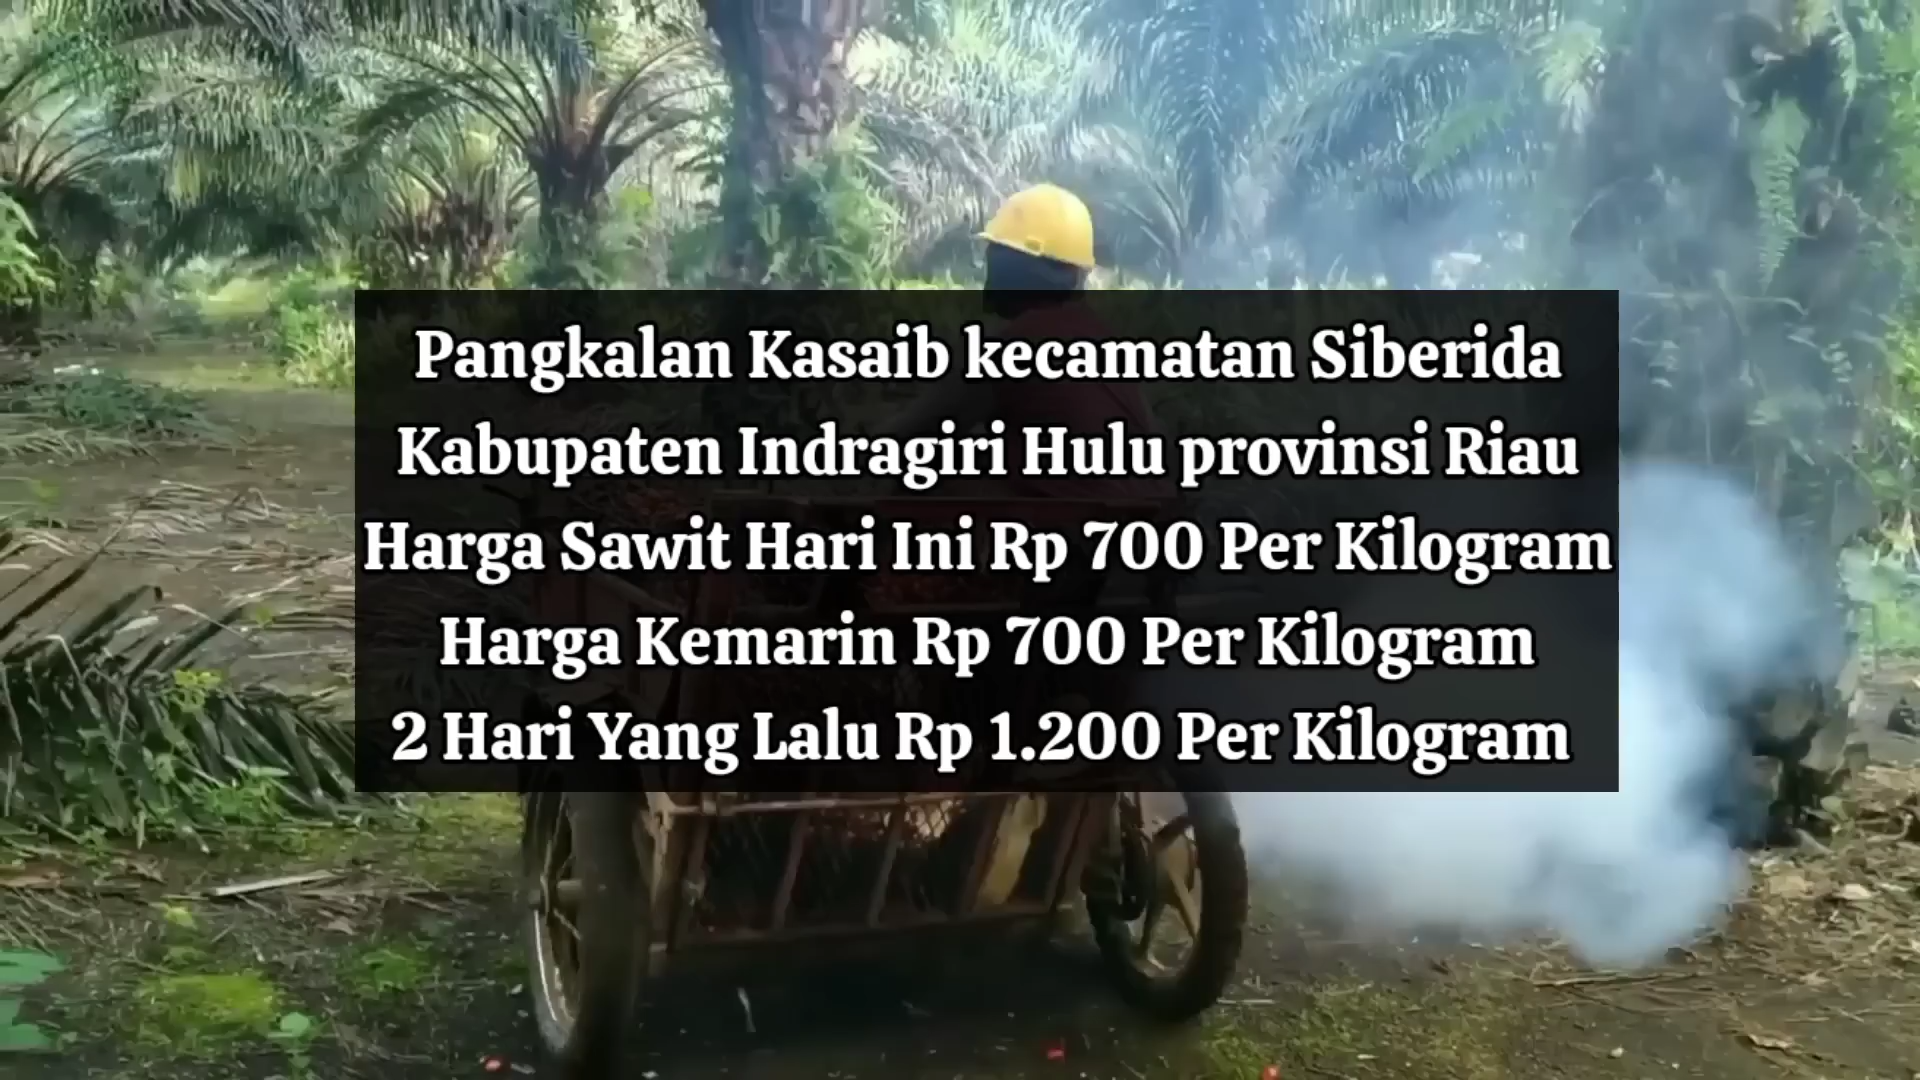 Pangkalan Kasaib kecamatan Siberida
Kabupaten Indragiri Hulu provinsi Riau
Harga Sawit Hari Ini Rp 700 Per Kilogram
Harga Kemarin Rp 700 Per Kilogram
2 Hari Yang Lalu Rp 1.200 Per Kilogram